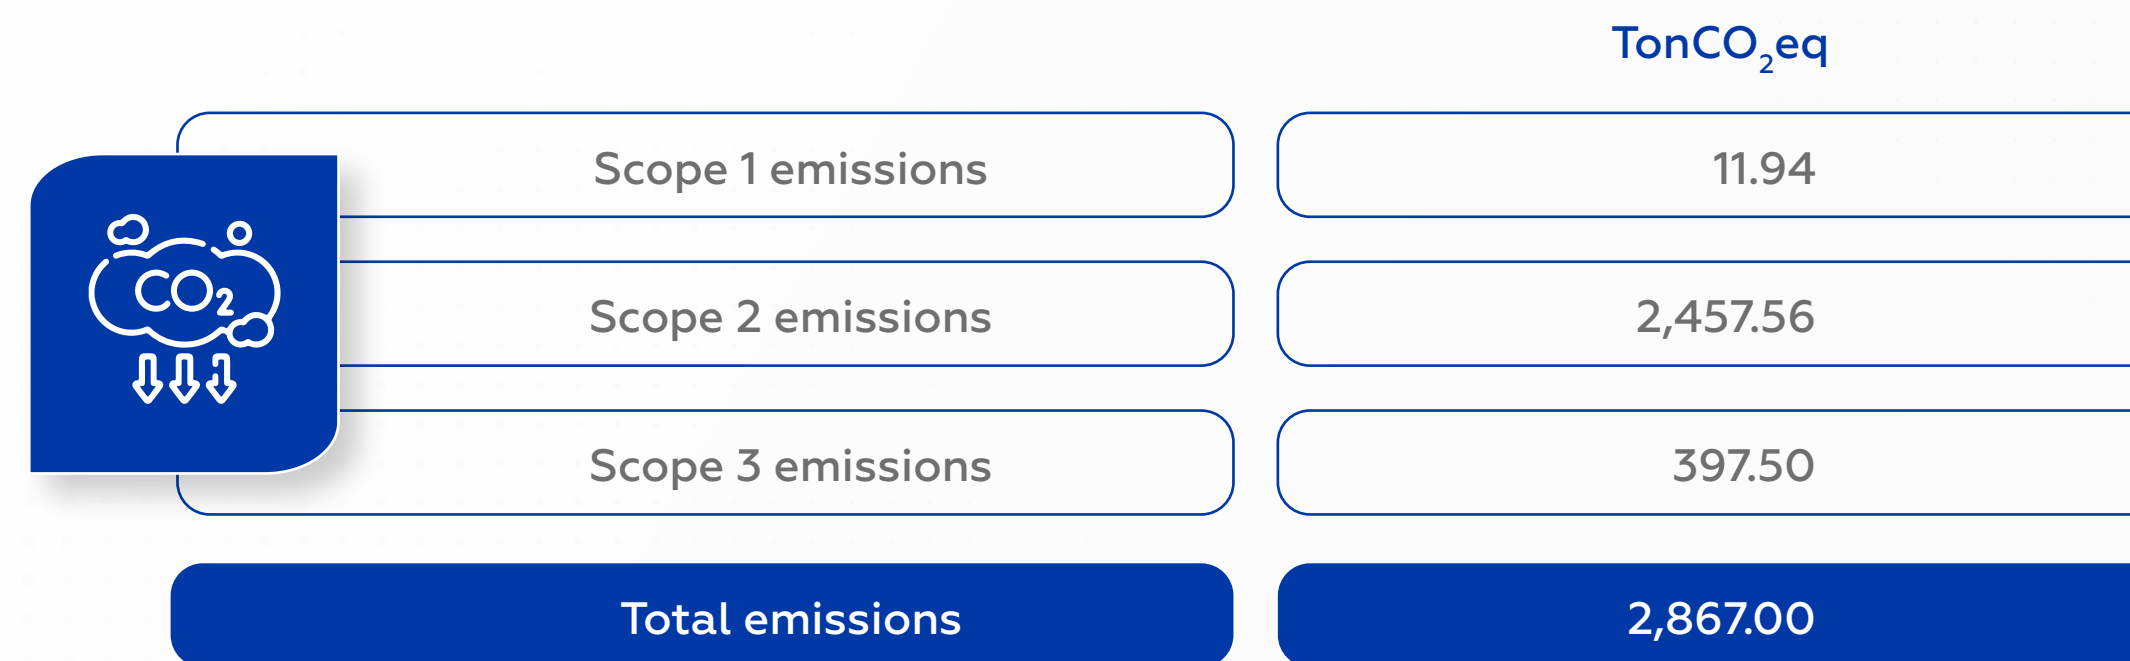 TonCO₂eq
Scope 1 emissions 11.94
CO₂
Scope 2 emissions 2,457.56
Scope 3 emissions 397.50
Total emissions 2,867.00